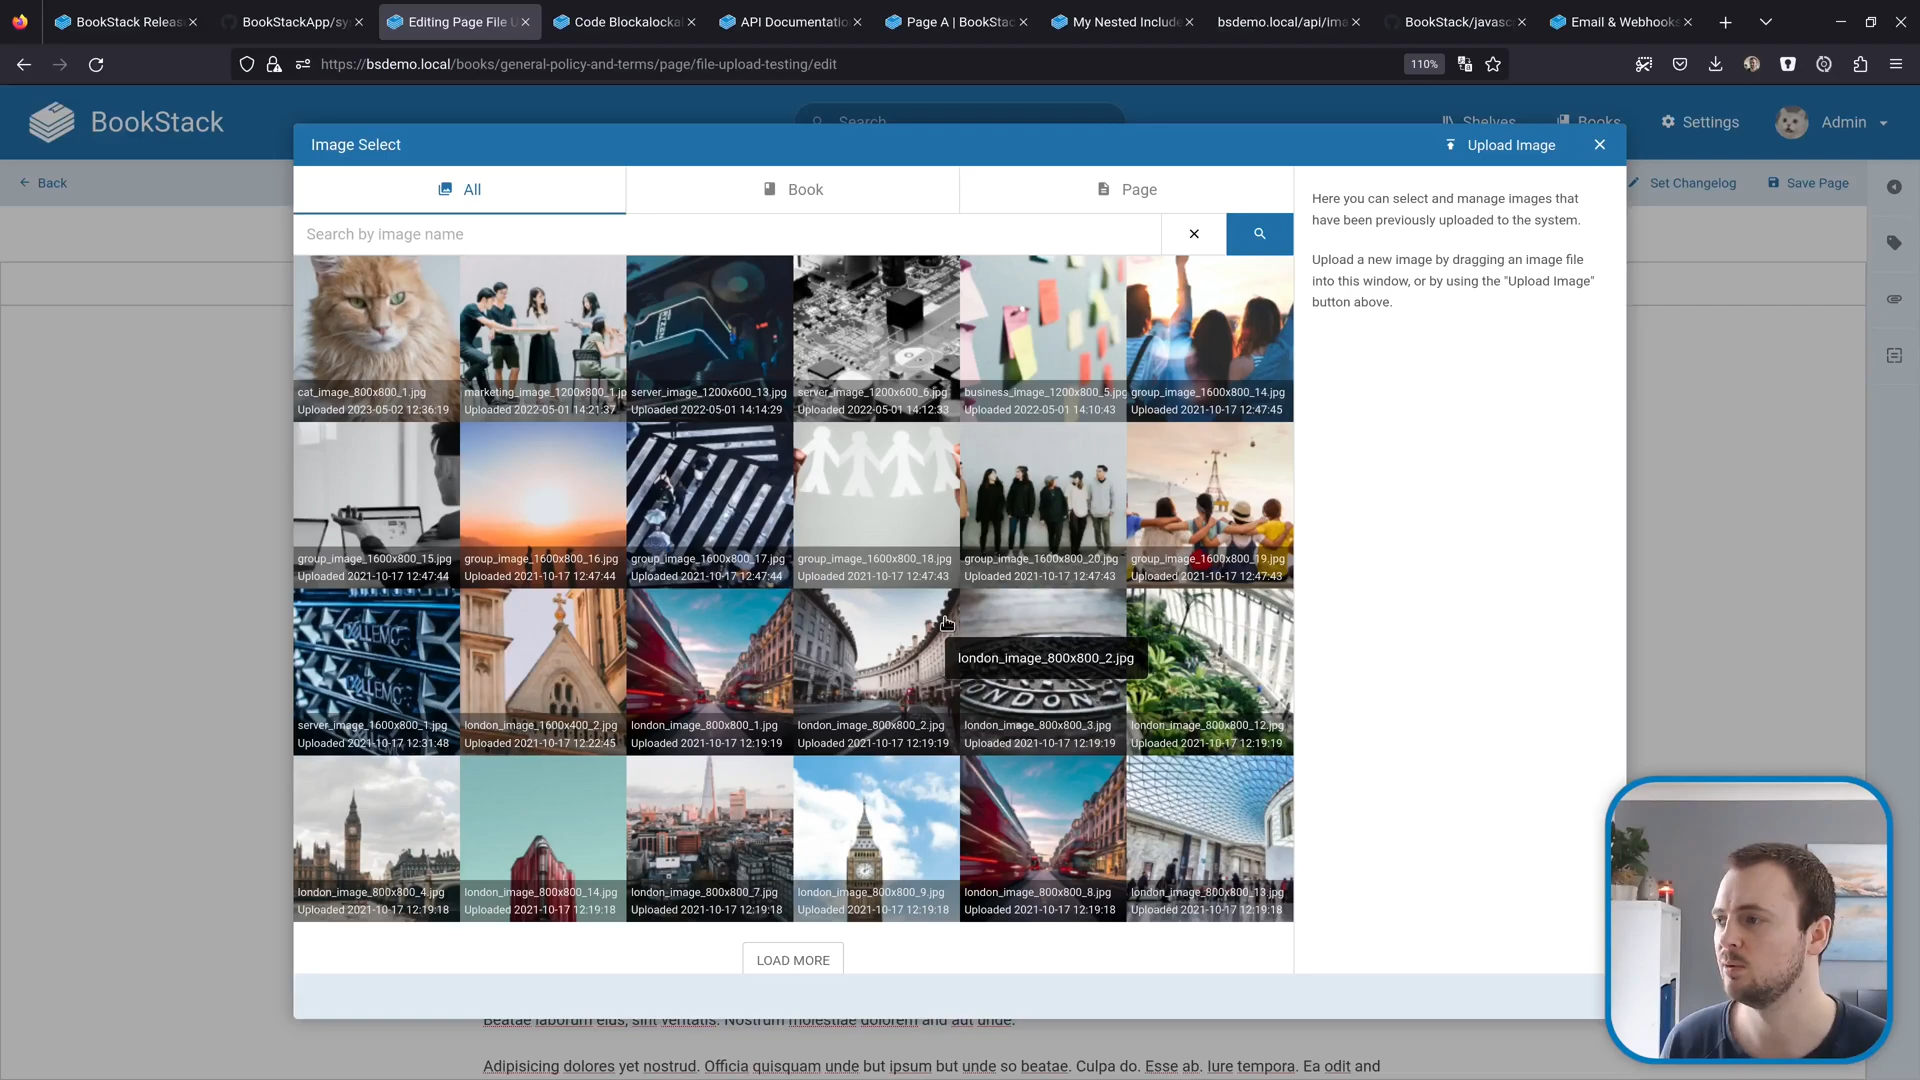 BookStack Releas
BookStackApp/sy
Editing Page File U
Code Blockalockal
API Documentatio
Page A | BookStac
My Nested Include
bsdemo.local/api/ima
BookStack/javasc
Email & Webhooks
https://bsdemo.local/books/general-policy-and-terms/page/file-upload-testing/edit
110%
BookStack
Search
Shelves
Books
Settings
Admin
Back
Set Changelog
Save Page
Image Select
Upload Image
All
Book
Page
Search by image name
Here you can select and manage images that
have been previously uploaded to the system.
Upload a new image by dragging an image file
into this window, or by using the "Upload Image"
button above.
cat_image_800x800_1.jpg
Uploaded 2023-05-02 12:36:19
marketing_image_1200x800_1.jp
Uploaded 2022-05-01 14:21:37
server_image_1200x600_13.jpg
Uploaded 2022-05-01 14:14:29
server_image_1200x600_6.jpg
Uploaded 2022-05-01 14:12:33
business_image_1200x800_5.jpg
Uploaded 2022-05-01 14:10:43
group_image_1600x800_14.jpg
Uploaded 2021-10-17 12:47:45
group_image_1600x800_15.jpg
Uploaded 2021-10-17 12:47:44
group_image_1600x800_16.jpg
Uploaded 2021-10-17 12:47:44
group_image_1600x800_17.jpg
Uploaded 2021-10-17 12:47:44
group_image_1600x800_18.jpg
Uploaded 2021-10-17 12:47:43
group_image_1600x800_20.jpg
Uploaded 2021-10-17 12:47:43
group_image_1600x800_19.jpg
Uploaded 2021-10-17 12:47:43
DELLEMC
DELLEMC
server_image_1600x800_1.jpg
Uploaded 2021-10-17 12:31:48
london_image_1600x400_2.jpg
Uploaded 2021-10-17 12:22:45
london_image_800x800_1.jpg
Uploaded 2021-10-17 12:19:19
london_image_800x800_2.jpg
Uploaded 2021-10-17 12:19:19
london_image_800x800_2.jpg
LONDON
london_image_800x800_3.jpg
Uploaded 2021-10-17 12:19:19
london_image_800x800_12.jpg
Uploaded 2021-10-17 12:19:19
london_image_800x800_4.jpg
Uploaded 2021-10-17 12:19:18
london_image_800x800_14.jpg
Uploaded 2021-10-17 12:19:18
london_image_800x800_7.jpg
Uploaded 2021-10-17 12:19:18
london_image_800x800_9.jpg
Uploaded 2021-10-17 12:19:18
london_image_800x800_8.jpg
Uploaded 2021-10-17 12:19:18
london_image_800x800_13.jpg
Uploaded 2021-10-17 12:19:18
LOAD MORE
Beatae laborum eius, sint veritatis. Nostrum molestiae dolorem and aut unde.
Adipisicing dolores yet nostrud. Officia quisquam unde but ipsum but unde so beatae. Culpa do. Esse ab. Iure tempora. Ea odit and